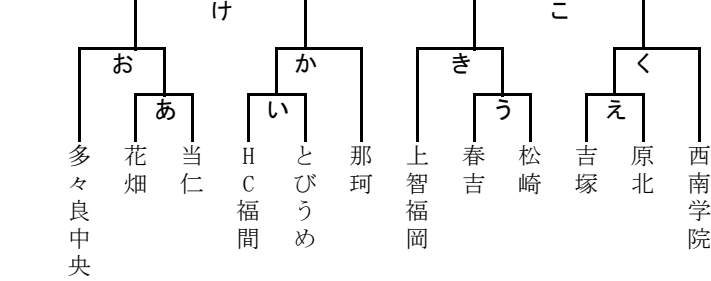 け
こ
お
か
き
く
あ
い
う
え
多々良中央
花畑
当仁
HC福間
とびうめ
那珂
上智福岡
春吉
松崎
吉塚
原北
西南学院